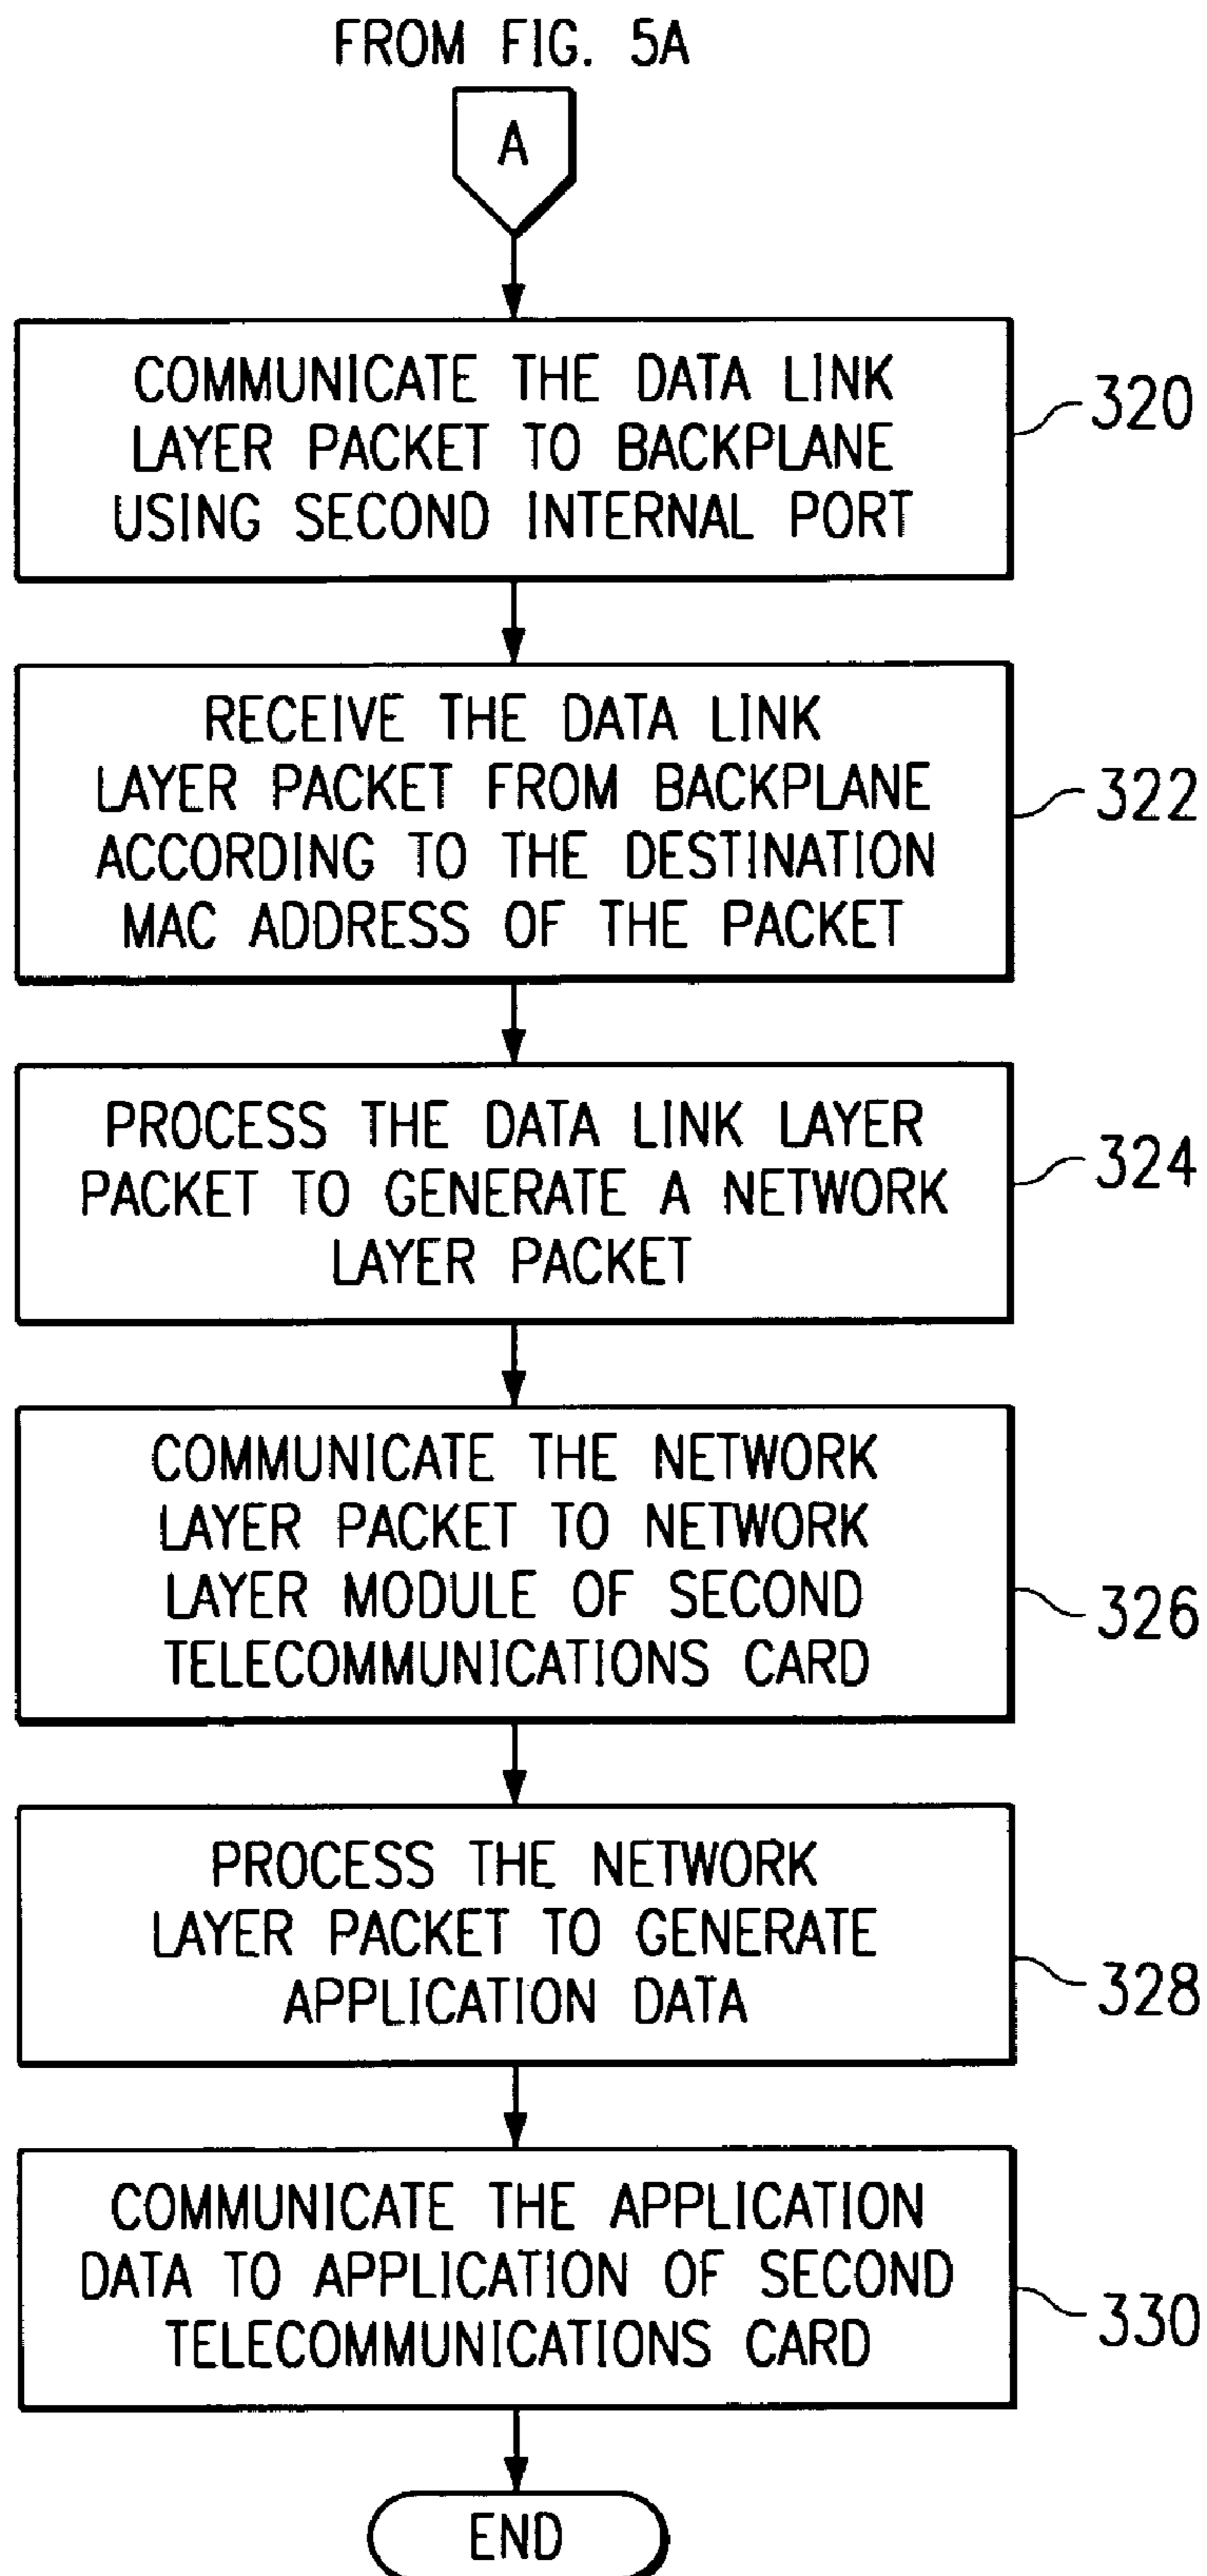 FROM FIG. 5A
A
COMMUNICATE THE DATA LINK
LAYER PACKET TO BACKPLANE
USING SECOND INTERNAL PORT
320
RECEIVE THE DATA LINK
LAYER PACKET FROM BACKPLANE
ACCORDING TO THE DESTINATION
MAC ADDRESS OF THE PACKET
322
PROCESS THE DATA LINK LAYER
PACKET TO GENERATE A NETWORK
LAYER PACKET
324
COMMUNICATE THE NETWORK
LAYER PACKET TO NETWORK
LAYER MODULE OF SECOND
TELECOMMUNICATIONS CARD
326
PROCESS THE NETWORK
LAYER PACKET TO GENERATE
APPLICATION DATA
328
COMMUNICATE THE APPLICATION
DATA TO APPLICATION OF SECOND
TELECOMMUNICATIONS CARD
330
END